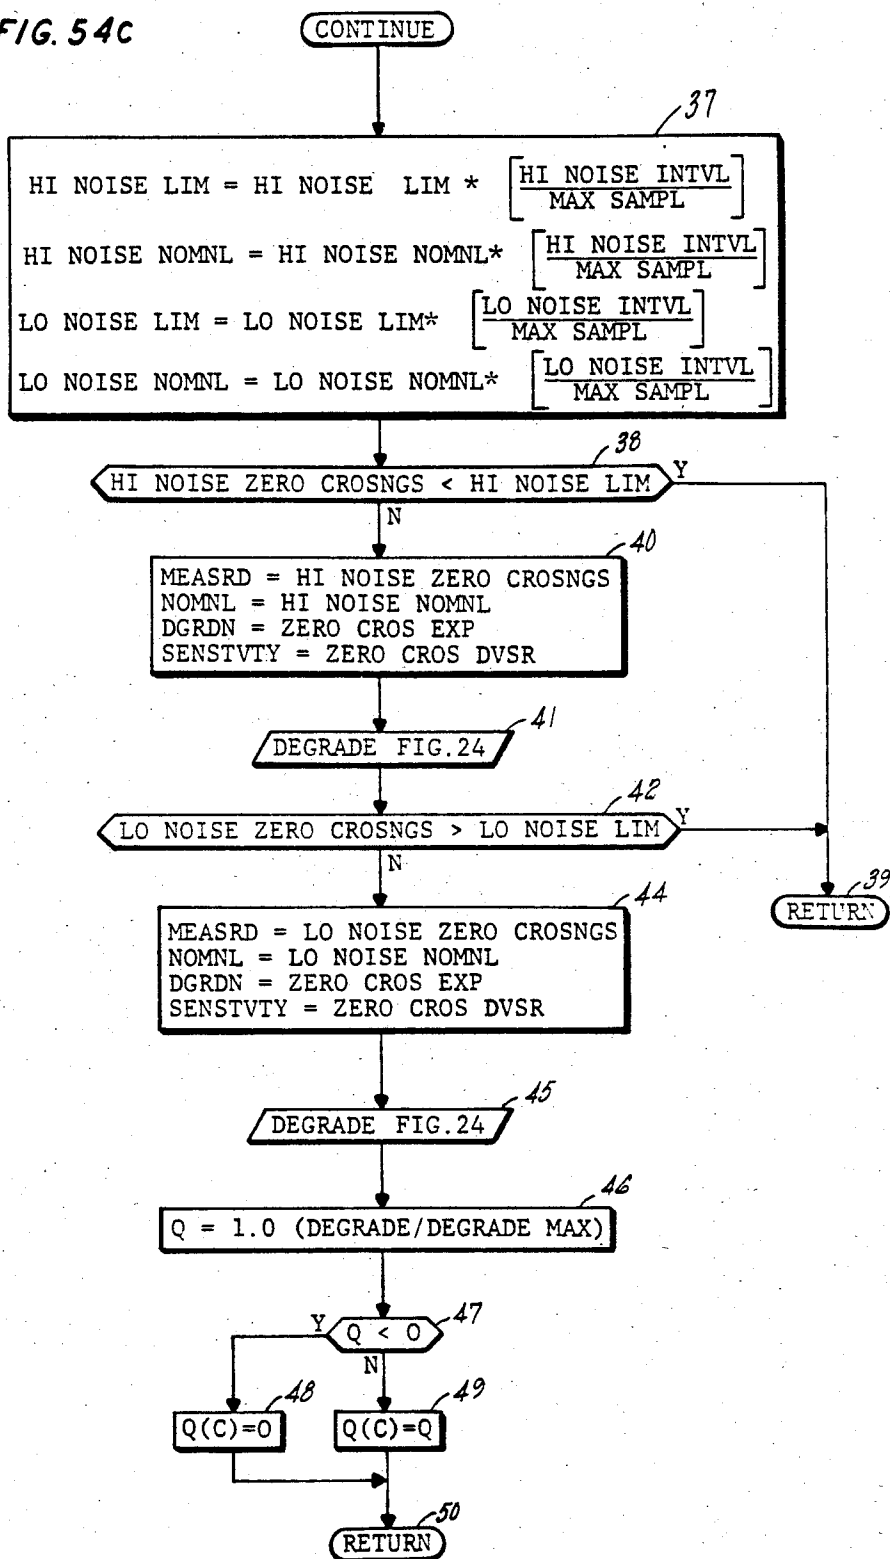 FIG. 54C
CONTINUE
37
HI NOISE LIM = HI NOISE LIM * [HI NOISE INTVL / MAX SAMPL]
HI NOISE NOMNL = HI NOISE NOMNL* [HI NOISE INTVL / MAX SAMPL]
LO NOISE LIM = LO NOISE LIM* [LO NOISE INTVL / MAX SAMPL]
LO NOISE NOMNL = LO NOISE NOMNL* [LO NOISE INTVL / MAX SAMPL]
38
HI NOISE ZERO CROSNGS < HI NOISE LIM Y
N
40
MEASRD = HI NOISE ZERO CROSNGS
NOMNL = HI NOISE NOMNL
DGRDN = ZERO CROS EXP
SENSTVTY = ZERO CROS DVSR
41
DEGRADE FIG.24
42
LO NOISE ZERO CROSNGS > LO NOISE LIM Y
N
39
RETURN
44
MEASRD = LO NOISE ZERO CROSNGS
NOMNL = LO NOISE NOMNL
DGRDN = ZERO CROS EXP
SENSTVTY = ZERO CROS DVSR
45
DEGRADE FIG.24
46
Q = 1.0 (DEGRADE/DEGRADE MAX)
47
Y Q < 0
N
48 49
Q(C)=0 Q(C)=Q
50
RETURN